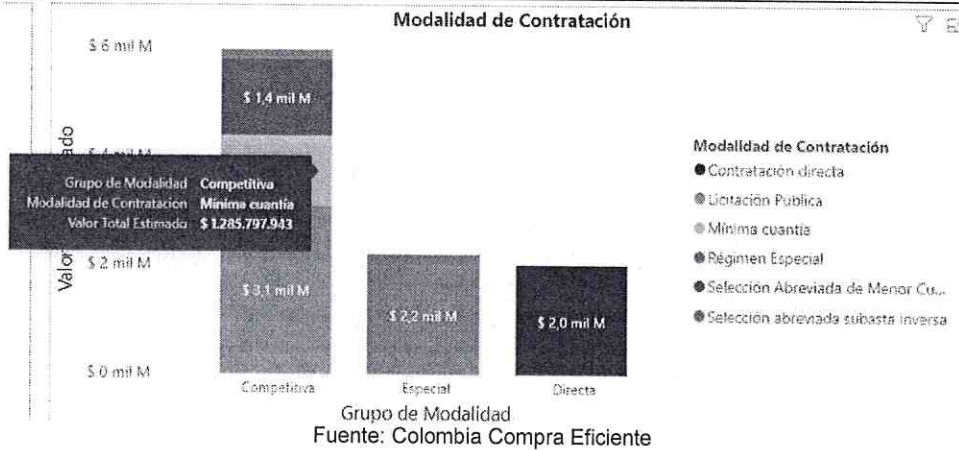 Modalidad de Contratación
$ 6 mil M
$ 1,4 mil M
Grupo de Modalidad Competitiva
Modalidad de Contratación Mínima cuantía
Valor Total Estimado $ 1.285.797.943
Valor
$ 2 mil M
$ 3,1 mil M
$ 2,2 mil M
$ 2,0 mil M
$ 0 mil M
Competitiva Especial Directa
Grupo de Modalidad
Modalidad de Contratación
Contratación directa
Licitación Publica
Mínima cuantía
Régimen Especial
Selección Abreviada de Menor Cu...
Selección abreviada subasta inversa
Fuente: Colombia Compra Eficiente